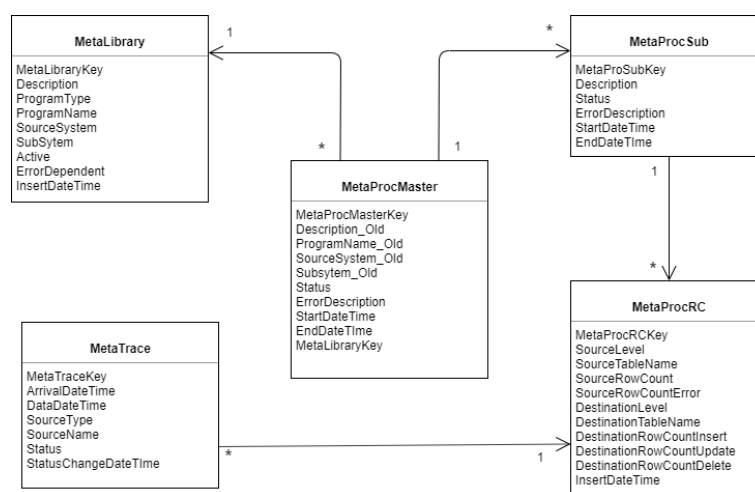 MetaLibrary
MetaLibraryKey
Description
ProgramType
ProgramName
SourceSystem
SubSytem
Active
ErrorDependent
InsertDateTime
1
*
MetaProcSub
MetaProSubKey
Description
Status
ErrorDescription
StartDateTime
EndDateTIme
*
1
1
*
MetaProcMaster
MetaProcMasterKey
Description_Old
ProgramName_Old
SourceSystem_Old
Subsytem_Old
Status
ErrorDescription
StartDateTime
EndDateTIme
MetaLibraryKey
MetaTrace
MetaTraceKey
ArrivalDateTime
DataDateTime
SourceType
SourceName
Status
StatusChangeDateTIme
*
1
MetaProcRC
MetaProcRCKey
SourceLevel
SourceTableName
SourceRowCount
SourceRowCountError
DestinationLevel
DestinationTableName
DestinationRowCountInsert
DestinationRowCountUpdate
DestinationRowCountDelete
InsertDateTime